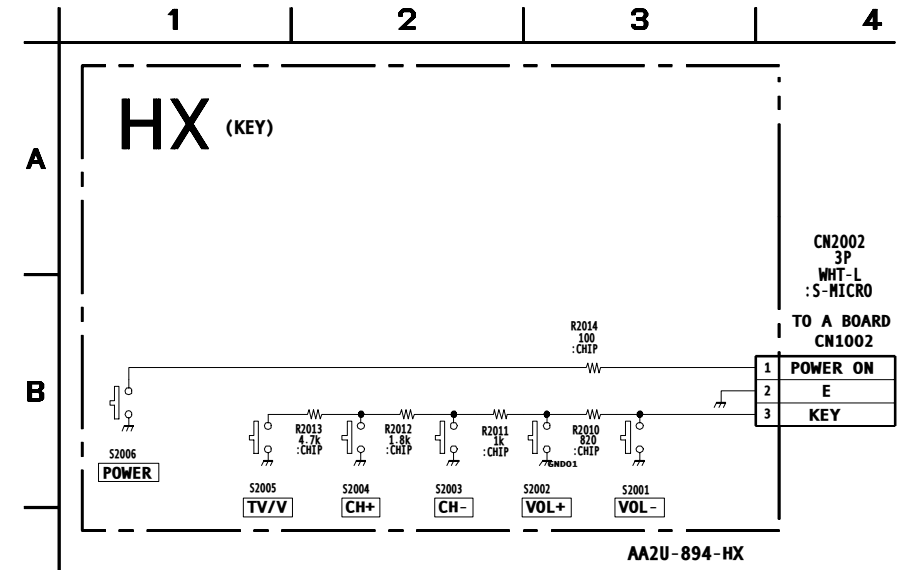 1 2 3 4
A
HX (KEY)
CN2002
3P
WHT-L
:S-MICRO
TO A BOARD
CN1002
R2014
100
:CHIP
B
1 POWER ON
2 E
3 KEY
R2013
4.7k
:CHIP
R2012
1.8k
:CHIP
R2011
1k
:CHIP
R2010
820
:CHIP
GND01
S2006
POWER
S2005
TV/V
S2004
CH+
S2003
CH-
S2002
VOL+
S2001
VOL-
AA2U-894-HX